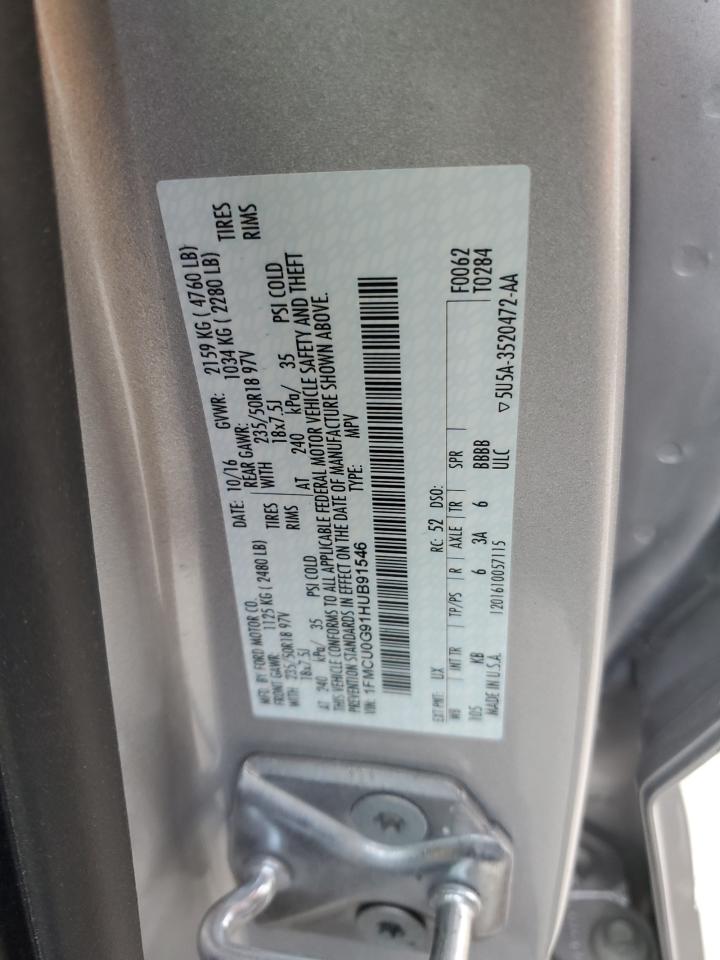 MFD. BY FORD MOTOR CO. DATE: 10/16 GVWR: 2159 KG ( 4760 LB)
FRONT GAWR: 1125 KG ( 2480 LB) REAR GAWR: 1034 KG ( 2280 LB)
WITH 235/50R18 97V TIRES WITH 235/50R18 97V TIRES
18x7.5J RIMS 18x7.5J RIMS
AT 240 kPa/ 35 PSI COLD AT 240 kPa/ 35 PSI COLD
THIS VEHICLE CONFORMS TO ALL APPLICABLE FEDERAL MOTOR VEHICLE SAFETY AND THEFT
PREVENTION STANDARDS IN EFFECT ON THE DATE OF MANUFACTURE SHOWN ABOVE.
VIN: 1FMCU0G91HUB91546 TYPE: MPV
EXT PNT: UX RC: 52 DSO: F0062
WB INT TR TP/PS R AXLE TR SPR T0284
105 KB 6 3A 6 BBBB
MADE IN U.S.A. 1201610057115 ULC ▽5U5A-3520472-AA